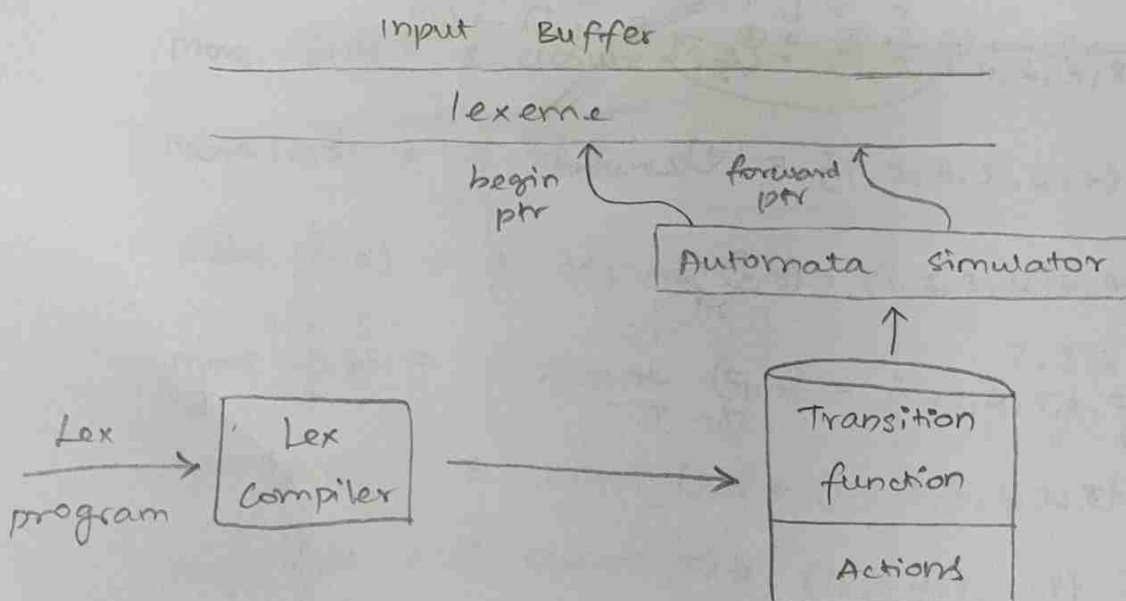 Input Buffer
lexeme
begin
ptr
forward
ptr
Automata simulator
Lex
program
Lex
compiler
Transition
function
Actions